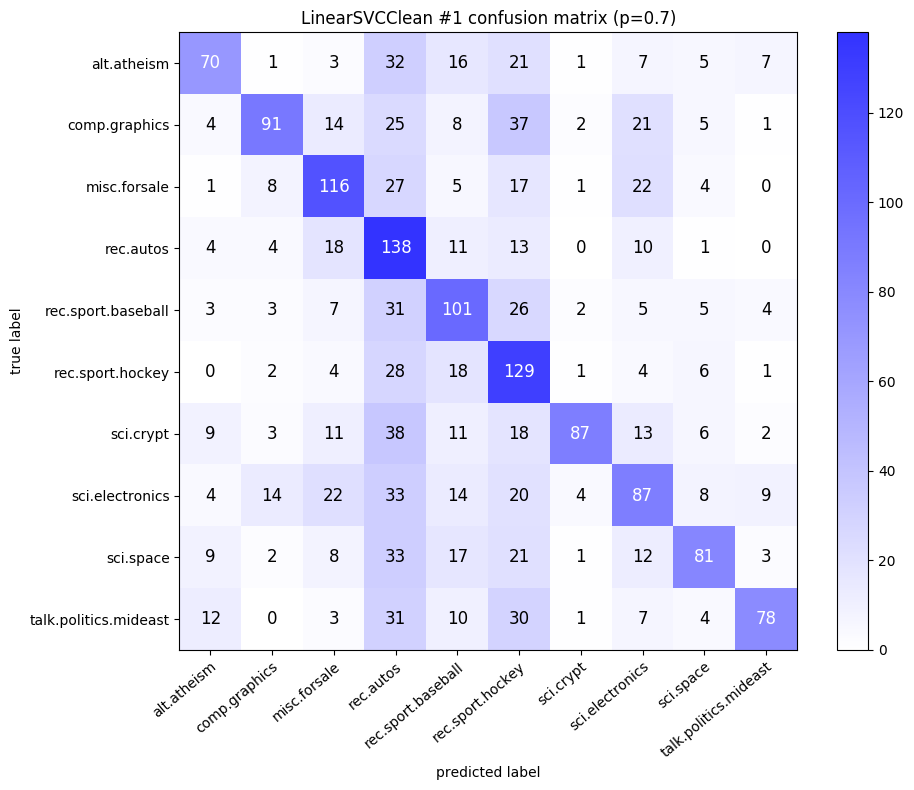 LinearSVCClean #1 confusion matrix (p=0.7)
true label
alt.atheism 70 1 3 32 16 21 1 7 5 7
comp.graphics 4 91 14 25 8 37 2 21 5 1
misc.forsale 1 8 116 27 5 17 1 22 4 0
rec.autos 4 4 18 138 11 13 0 10 1 0
rec.sport.baseball 3 3 7 31 101 26 2 5 5 4
rec.sport.hockey 0 2 4 28 18 129 1 4 6 1
sci.crypt 9 3 11 38 11 18 87 13 6 2
sci.electronics 4 14 22 33 14 20 4 87 8 9
sci.space 9 2 8 33 17 21 1 12 81 3
talk.politics.mideast 12 0 3 31 10 30 1 7 4 78
alt.atheism comp.graphics misc.forsale rec.autos rec.sport.baseball rec.sport.hockey sci.crypt sci.electronics sci.space talk.politics.mideast
predicted label
120
100
80
60
40
20
0